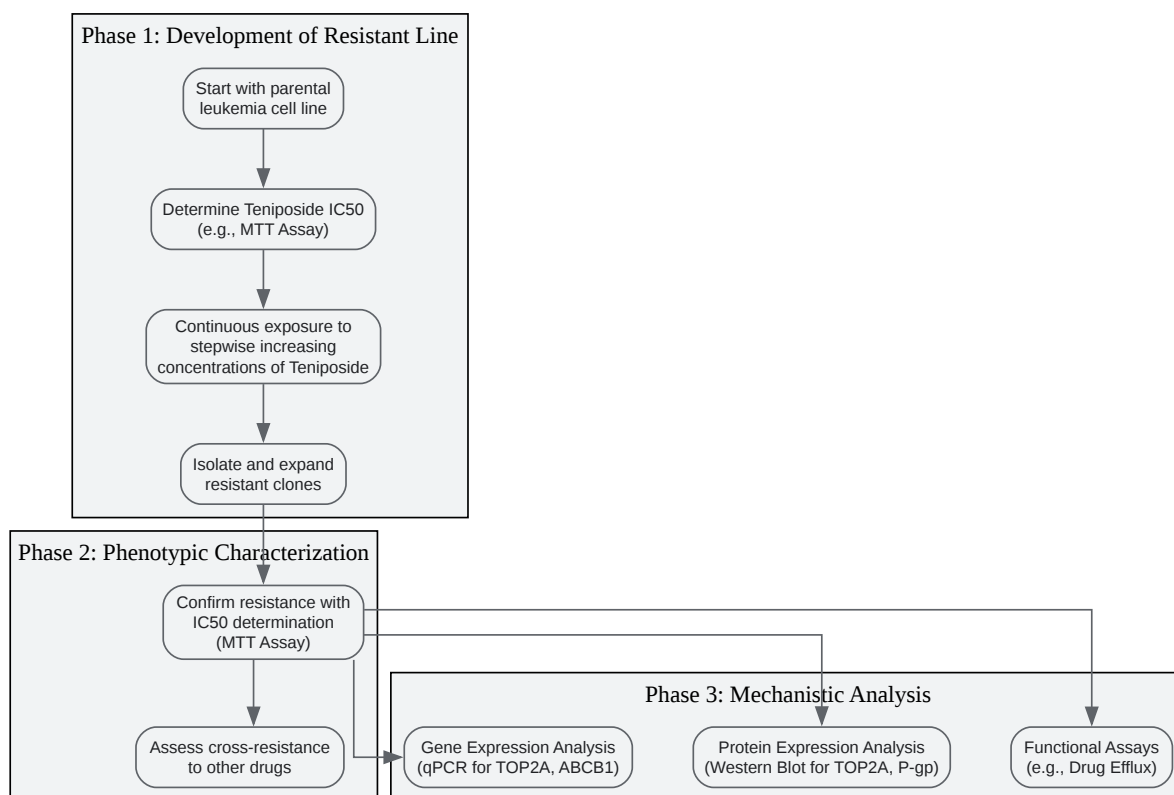 Phase 1: Development of Resistant Line
Start with parental
leukemia cell line
Determine Teniposide IC50
(e.g., MTT Assay)
Continuous exposure to
stepwise increasing
concentrations of Teniposide
Isolate and expand
resistant clones
Phase 2: Phenotypic Characterization
Confirm resistance with
IC50 determination
(MTT Assay)
Assess cross-resistance
to other drugs
Phase 3: Mechanistic Analysis
Gene Expression Analysis
(qPCR for TOP2A, ABCB1)
Protein Expression Analysis
(Western Blot for TOP2A, P-gp)
Functional Assays
(e.g., Drug Efflux)